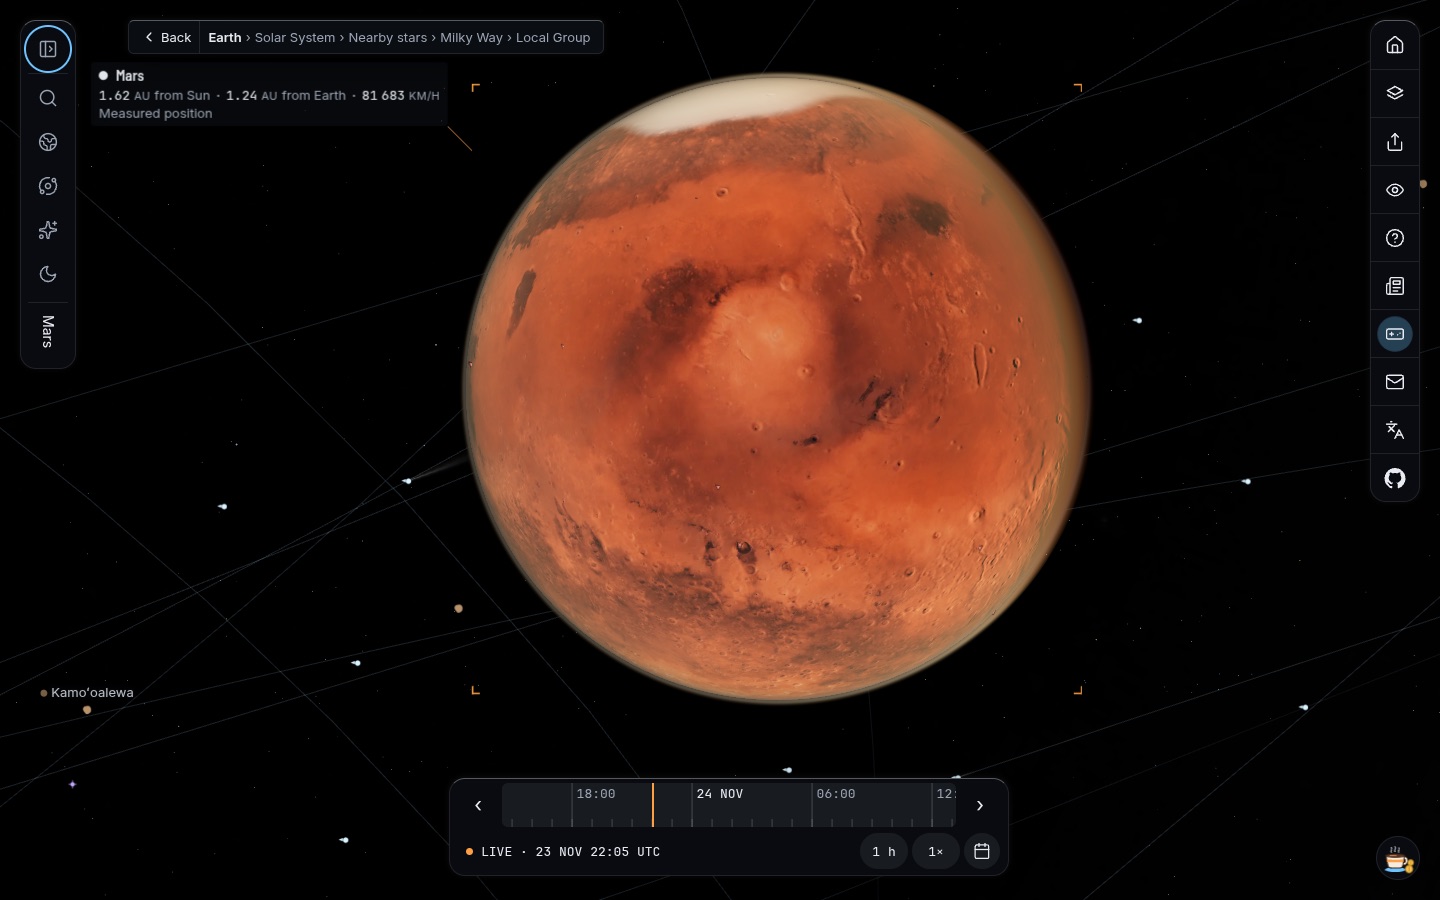 Back Earth › Solar System › Nearby stars › Milky Way › Local Group
Mars
1.62 AU from Sun · 1.24 AU from Earth · 81 683 KM/H
Measured position
Mars
Kamoʻoalewa
18:00 24 NOV 06:00 12:
LIVE · 23 NOV 22:05 UTC 1 h 1×